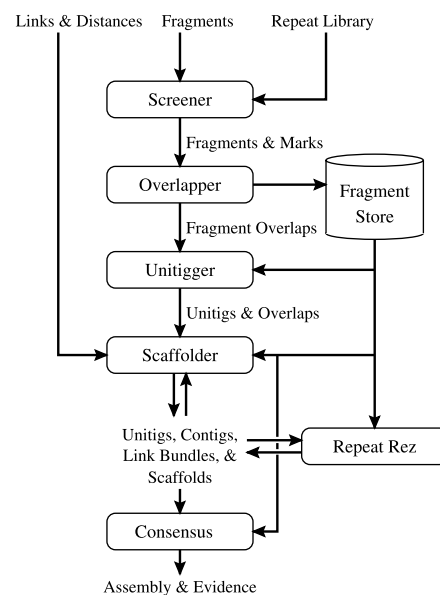 Links & Distances
Fragments
Repeat Library
Screener
Fragments & Marks
Overlapper
Fragment
Store
Fragment Overlaps
Unitigger
Unitigs & Overlaps
Scaffolder
Unitigs, Contigs,
Link Bundles, &
Scaffolds
Repeat Rez
Consensus
Assembly & Evidence